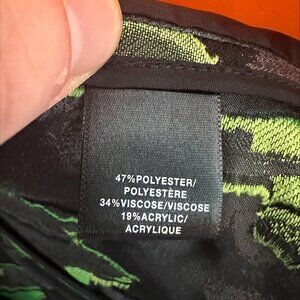 47%POLYESTER/
POLYESTÈRE
34%VISCOSE/VISCOSE
19%ACRYLIC/
ACRYLIQUE